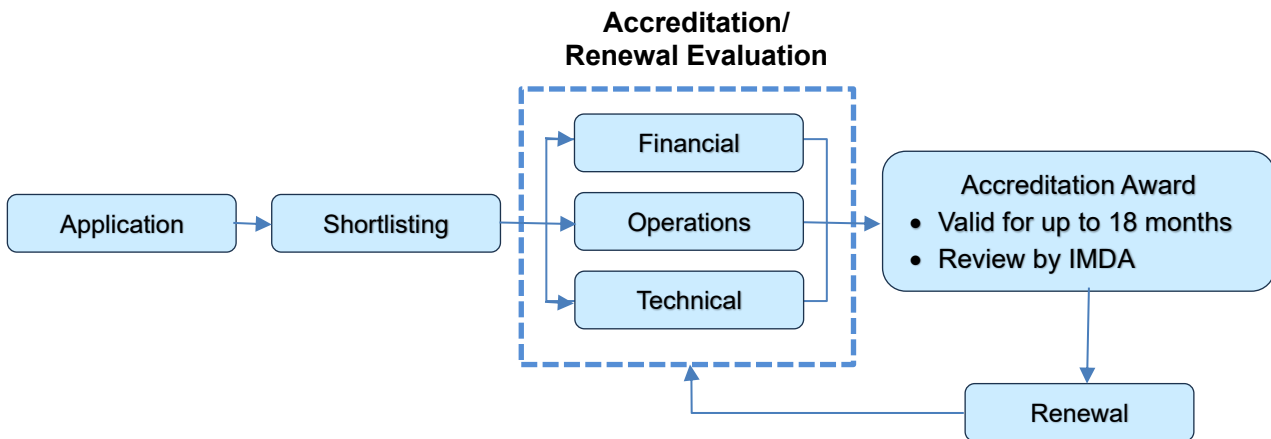 Accreditation/
Renewal Evaluation
Application
Shortlisting
Financial
Operations
Technical
Accreditation Award
• Valid for up to 18 months
• Review by IMDA
Renewal